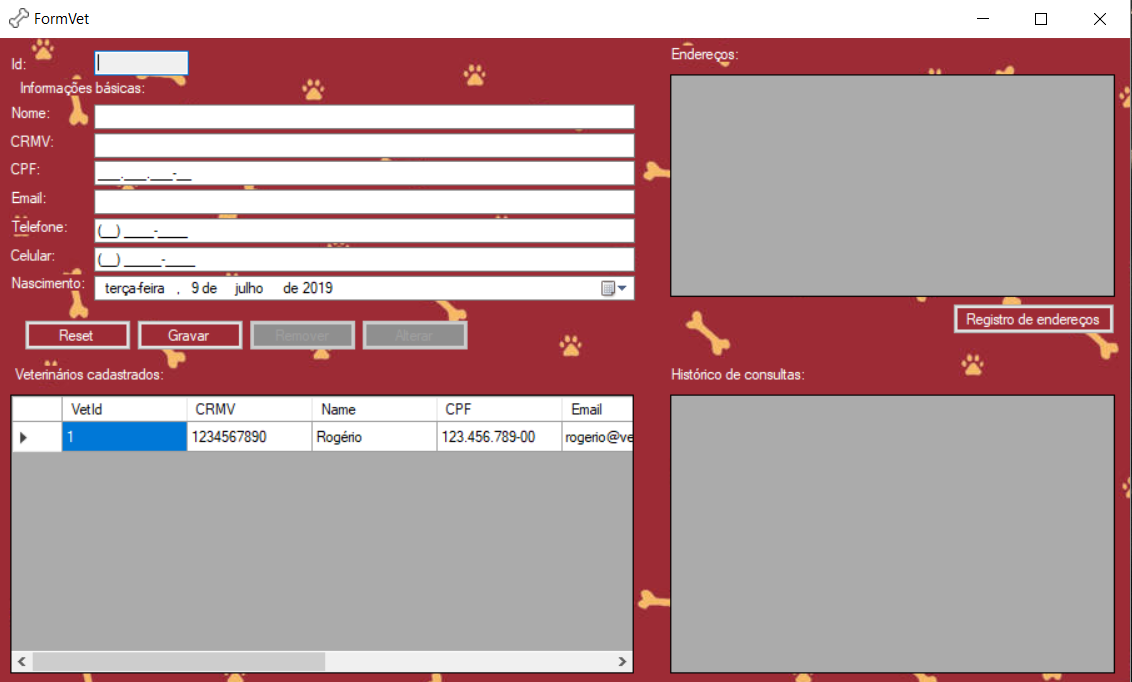 FormVet
Id:
Informações básicas:
Nome:
CRMV:
CPF: ___.___.___-__
Email:
Telefone: (__) ____-____
Celular: (__) _____-____
Nascimento: terça-feira , 9 de julho de 2019
Reset Gravar Remover Alterar
Veterinários cadastrados:
VetId CRMV Name CPF Email
1 1234567890 Rogério 123.456.789-00 rogerio@ve
Endereços:
Registro de endereços
Histórico de consultas: